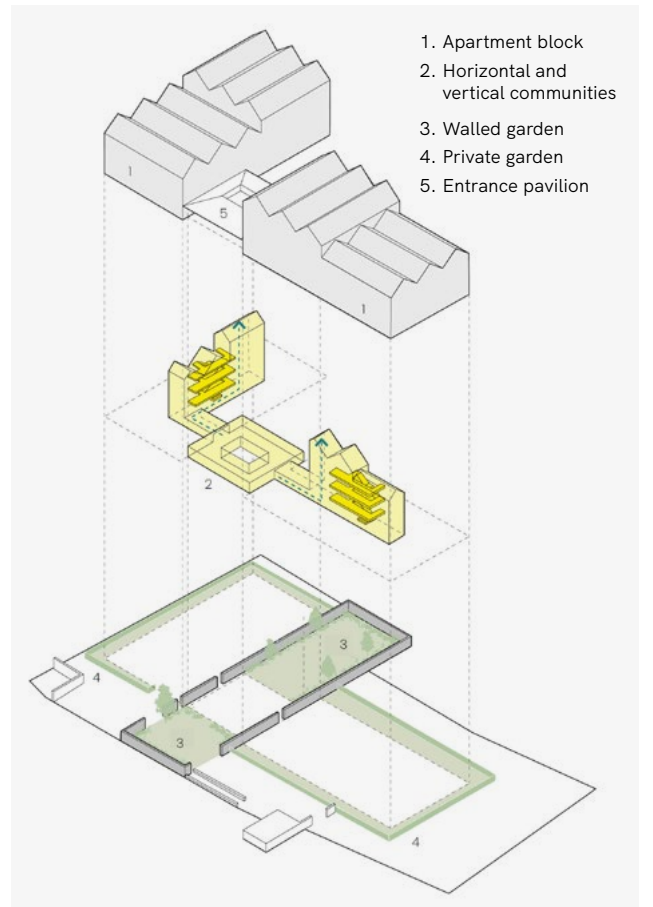 1. Apartment block
2. Horizontal and
vertical communities
3. Walled garden
4. Private garden
5. Entrance pavilion
1
5
1
2
3
4
3
4